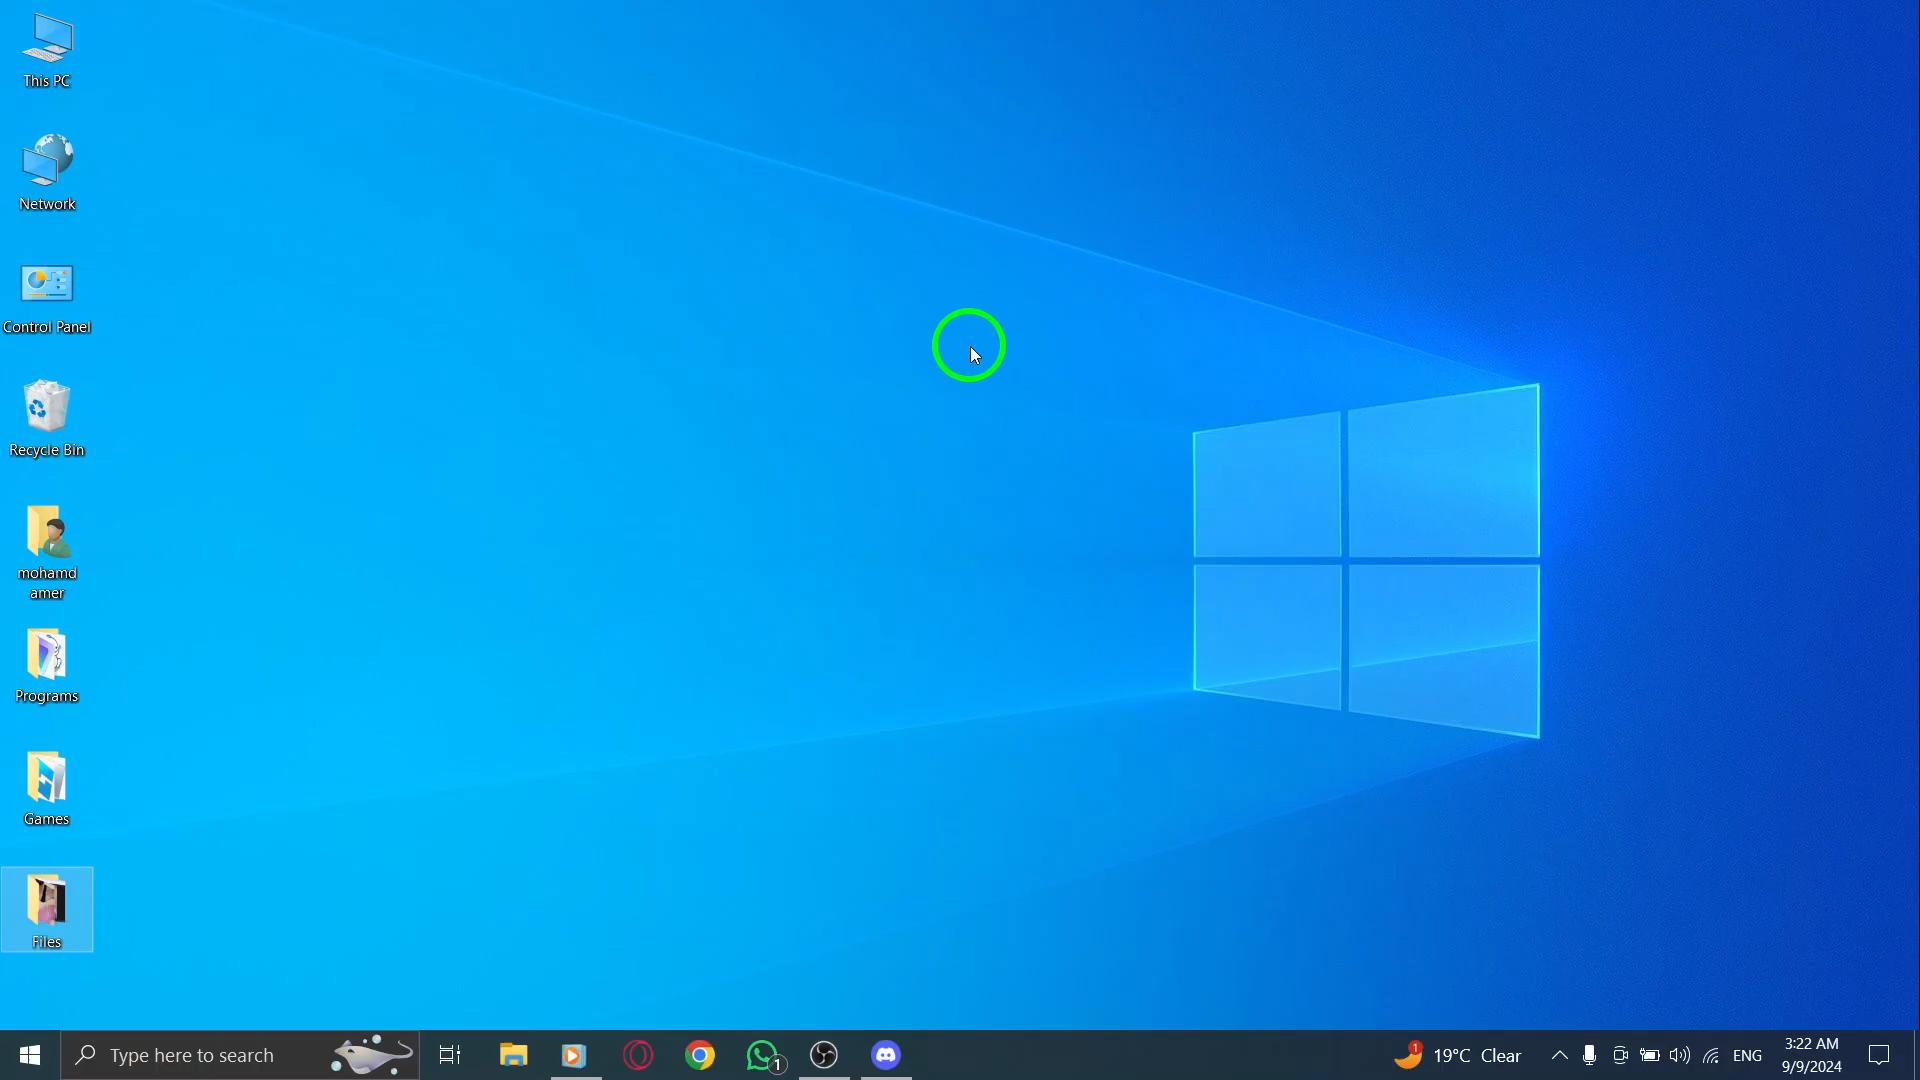 This PC
Network
Control Panel
Recycle Bin
mohamd
amer
Programs
Games
Files
Type here to search
1
1
19°C Clear
ENG
3:22 AM
9/9/2024